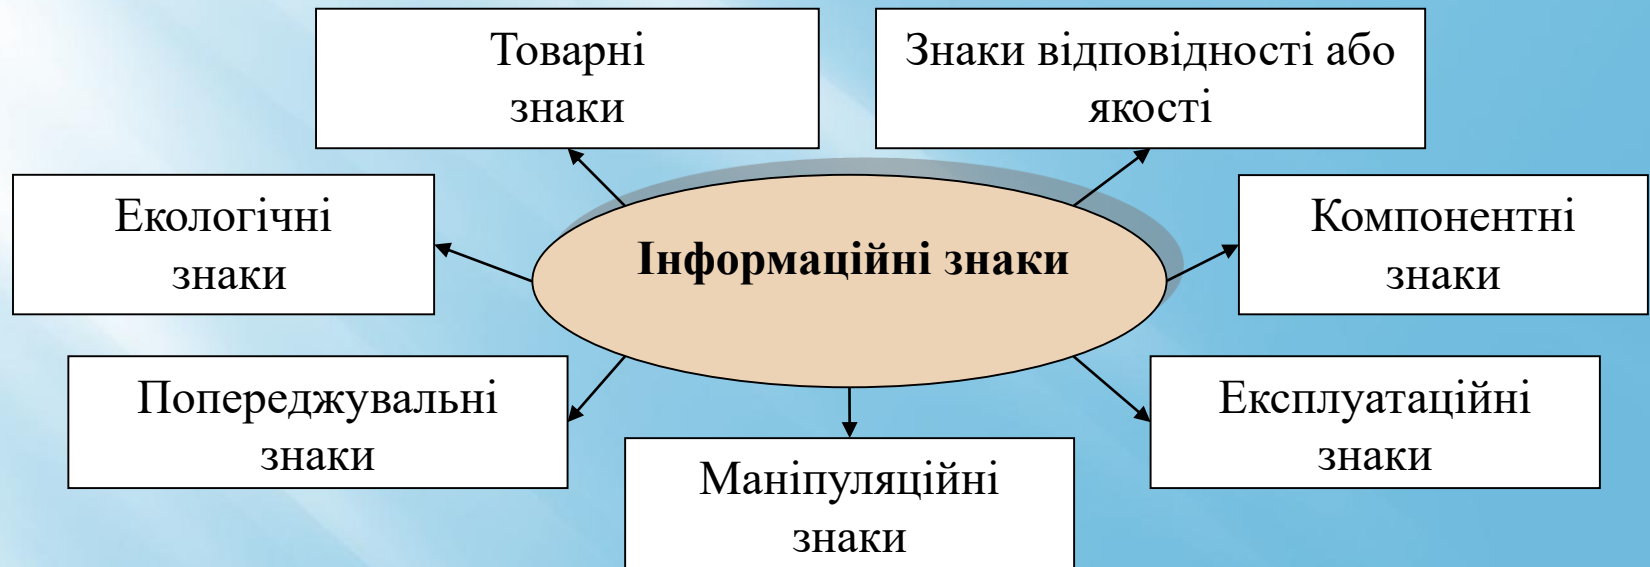 Товарні
знаки
Знаки відповідності або
якості
Екологічні
знаки
Інформаційні знаки
Компонентні
знаки
Попереджувальні
знаки
Маніпуляційні
знаки
Експлуатаційні
знаки